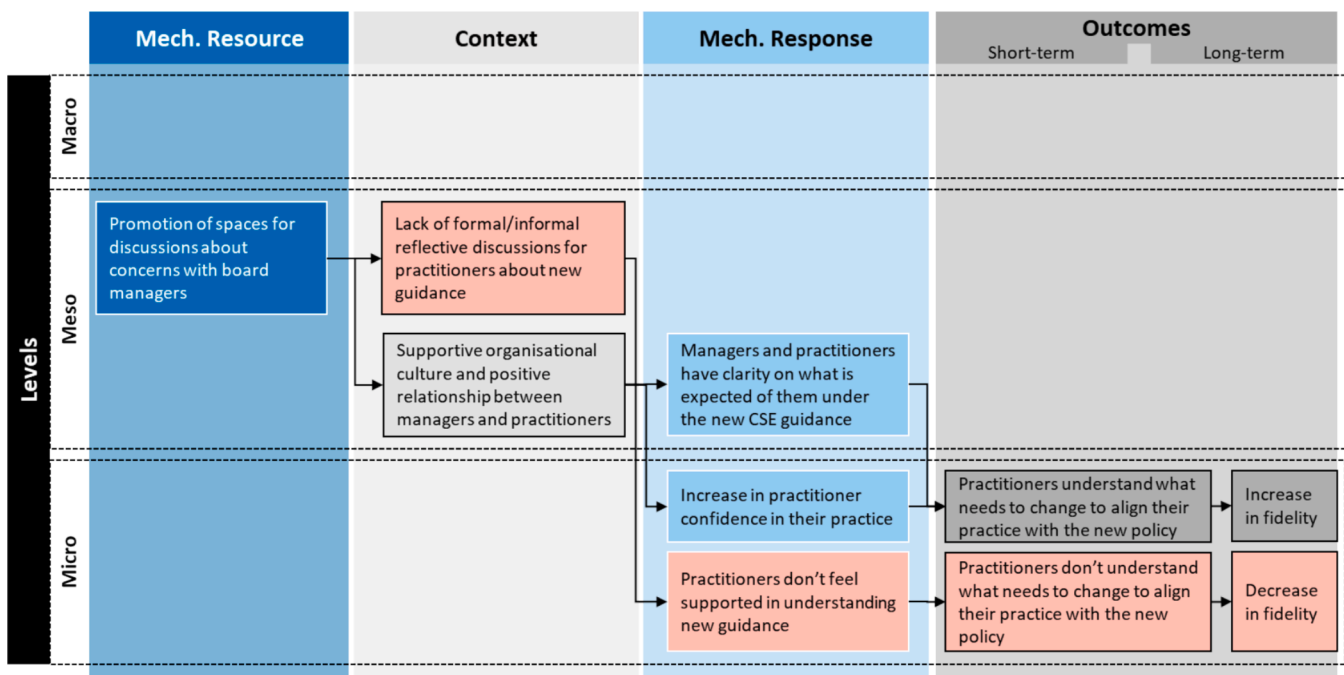 Mech. Resource
Context
Mech. Response
Outcomes
Short-term
Long-term
Levels
Macro
Meso
Promotion of spaces for
discussions about
concerns with board
managers
Lack of formal/informal
reflective discussions for
practitioners about new
guidance
Supportive organisational
culture and positive
relationship between
managers and practitioners
Managers and practitioners
have clarity on what is
expected of them under
the new CSE guidance
Micro
Increase in practitioner
confidence in their practice
Practitioners understand what
needs to change to align their
practice with the new policy
Increase
in fidelity
Practitioners don’t feel
supported in understanding
new guidance
Practitioners don’t understand
what needs to change to align
their practice with the new
policy
Decrease
in fidelity